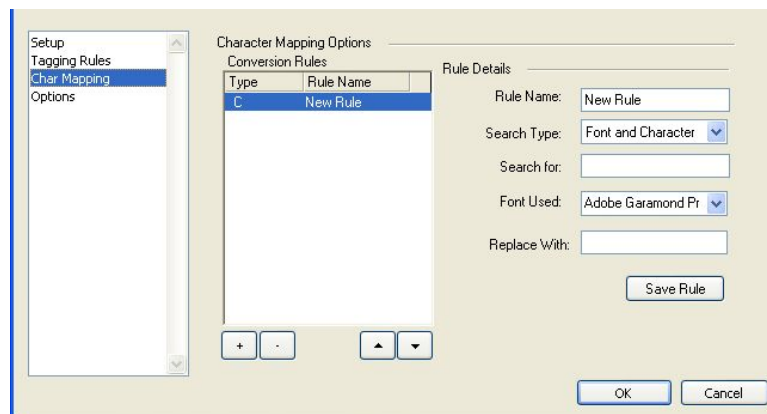 Setup
Tagging Rules
Char Mapping
Options
Character Mapping Options
Conversion Rules
Type Rule Name
C New Rule
+ -
Rule Details
Rule Name: New Rule
Search Type: Font and Character
Search for:
Font Used: Adobe Garamond Pr
Replace With:
Save Rule
OK Cancel